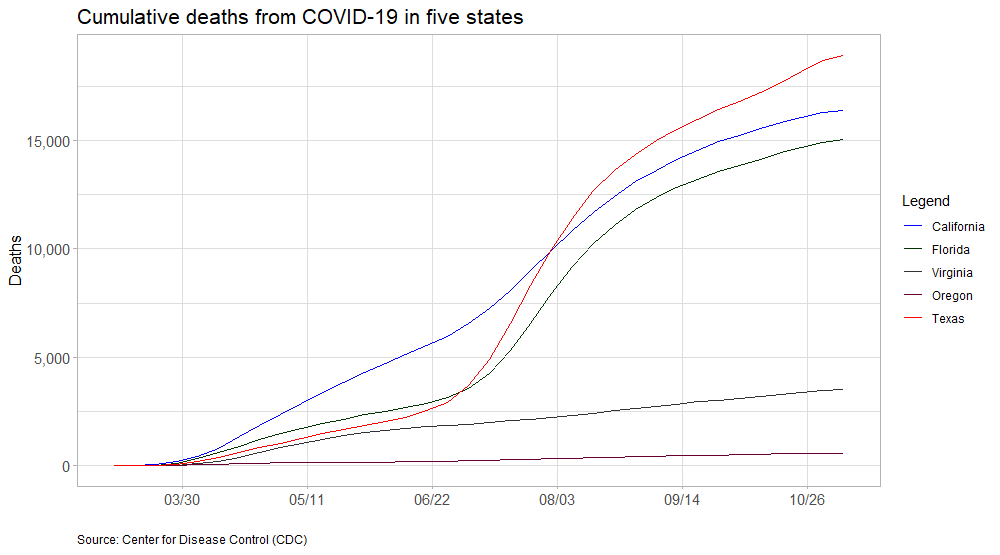 Cumulative deaths from COVID-19 in five states
Deaths
15,000
10,000
5,000
0
03/30
05/11
06/22
08/03
09/14
10/26
Legend
California
Florida
Virginia
Oregon
Texas
Source: Center for Disease Control (CDC)